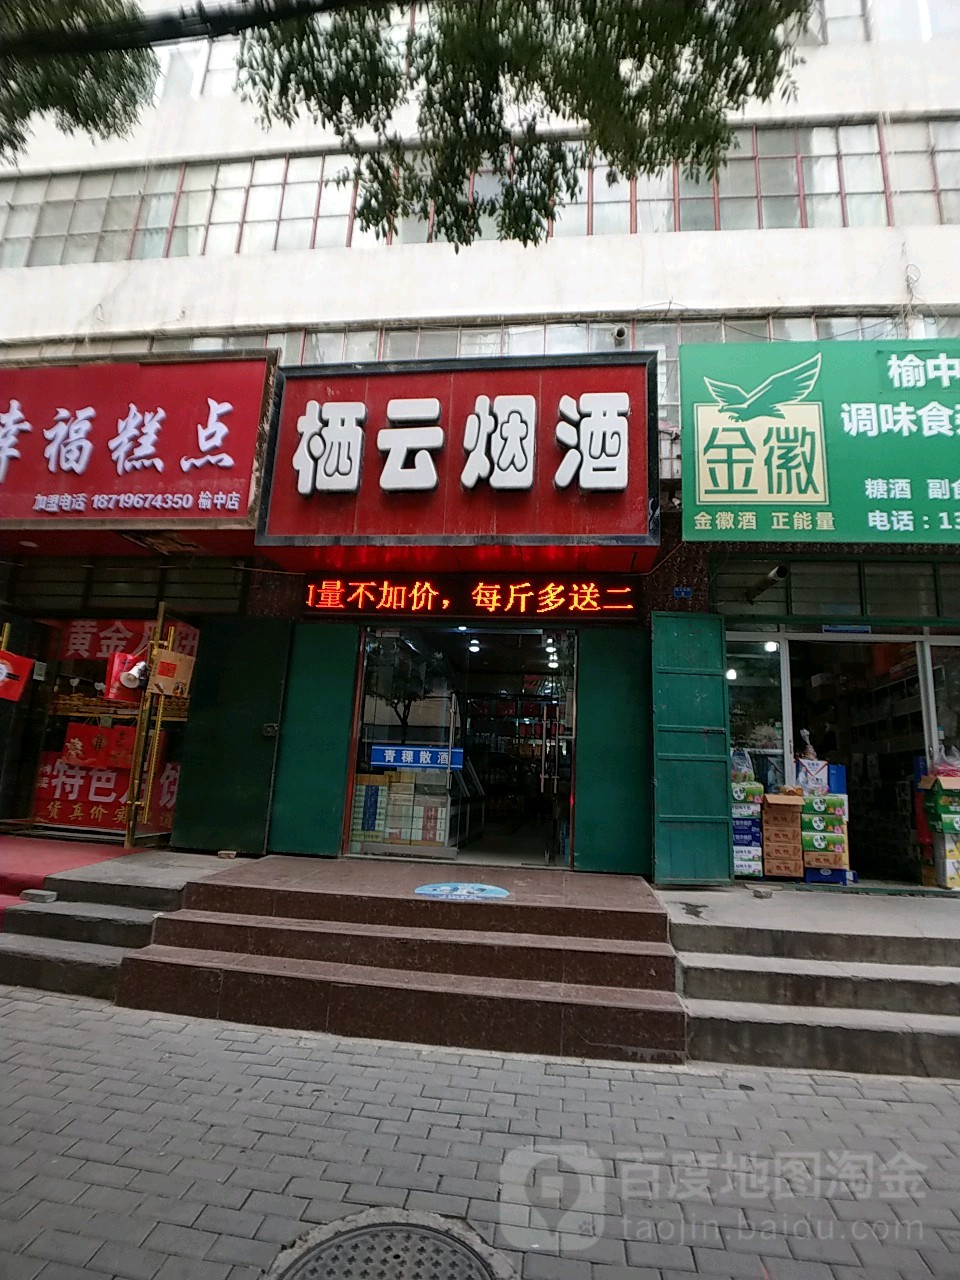 幸福糕点
加盟电话 18719674350 榆中店
栖云烟酒
量不加价，每斤多送二
榆中
调味食
金徽
金徽酒 正能量
糖酒 副食
电话：13
黄金
青稞散酒
特色月饼
货真价实
百度地图淘金
taojin.baidu.com